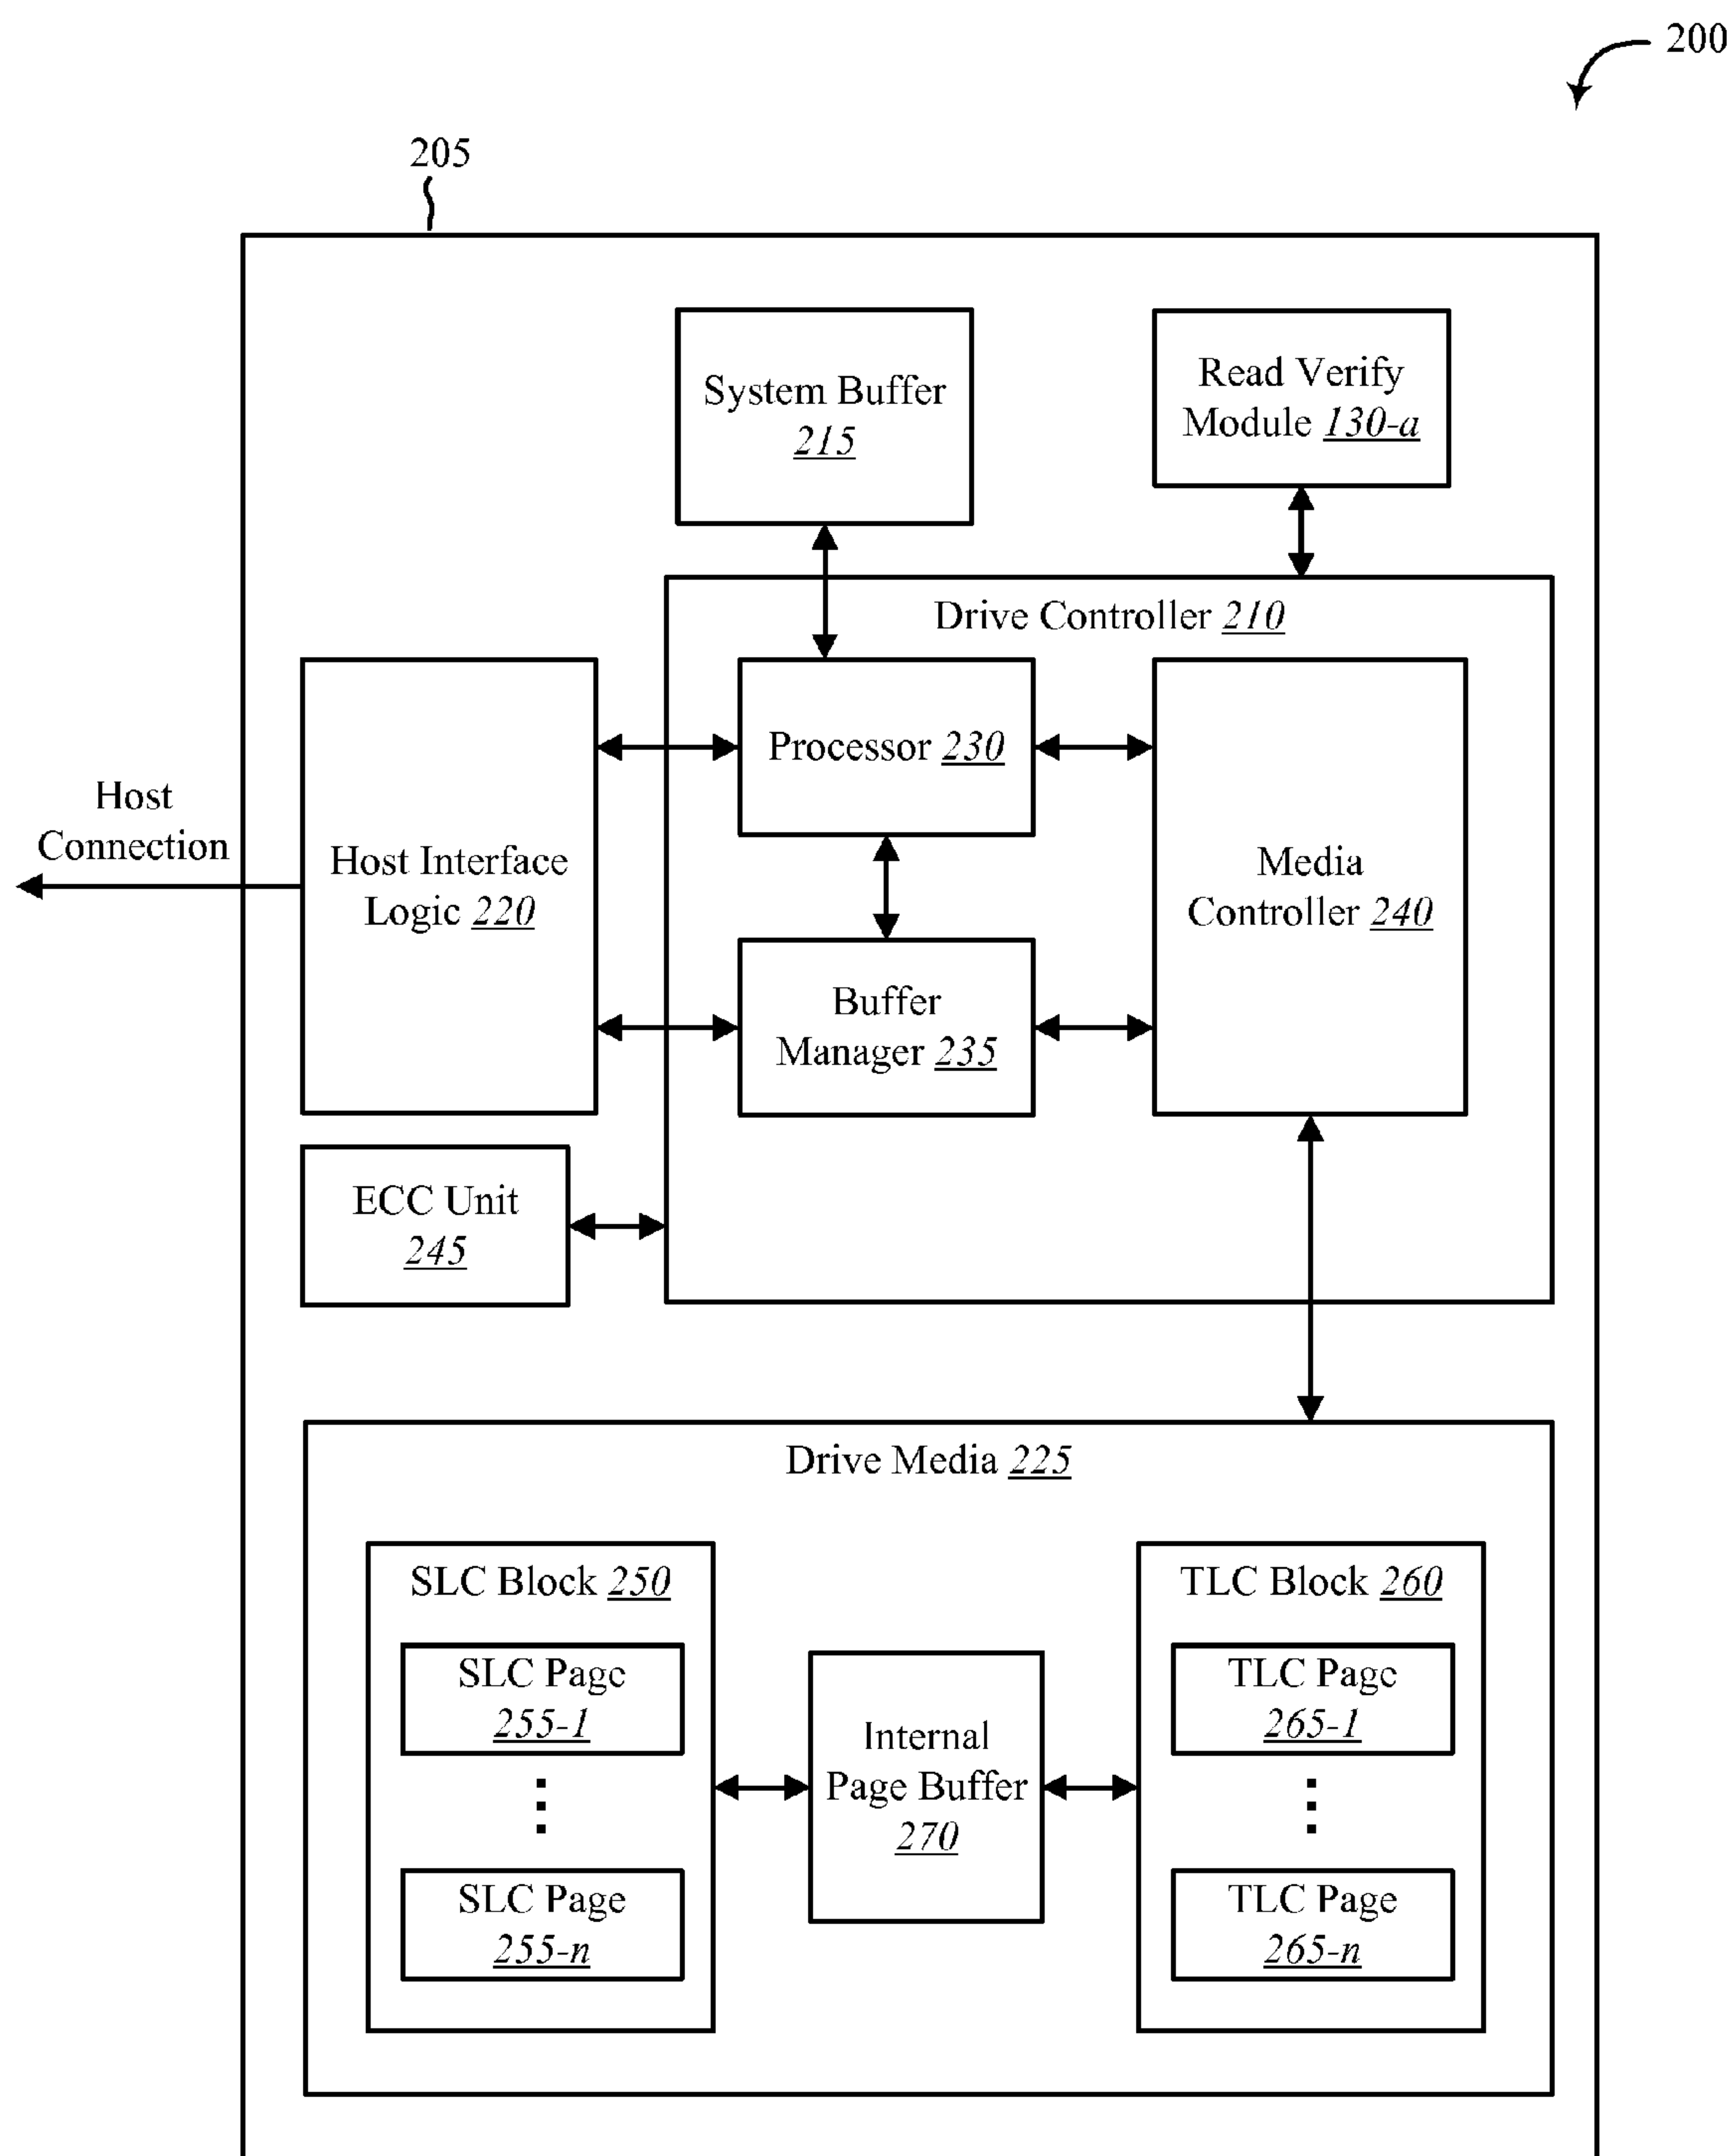 200
205
System Buffer
215
Read Verify
Module 130-a
Drive Controller 210
Host
Connection
Host Interface
Logic 220
Processor 230
Media
Controller 240
Buffer
Manager 235
ECC Unit
245
Drive Media 225
SLC Block 250
SLC Page
255-1
SLC Page
255-n
Internal
Page Buffer
270
TLC Block 260
TLC Page
265-1
TLC Page
265-n